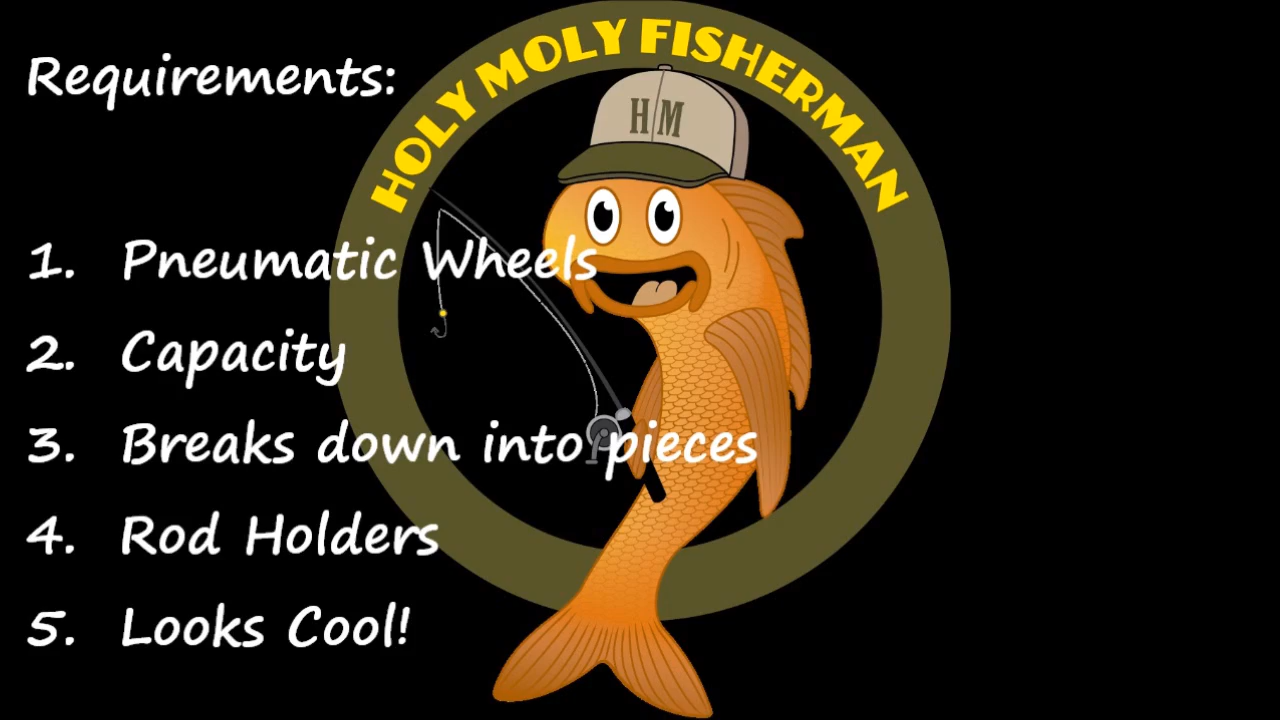 HOLY MOLY FISHERMAN
HM
Requirements:
1. Pneumatic Wheels
2. Capacity
3. Breaks down into pieces
4. Rod Holders
5. Looks Cool!